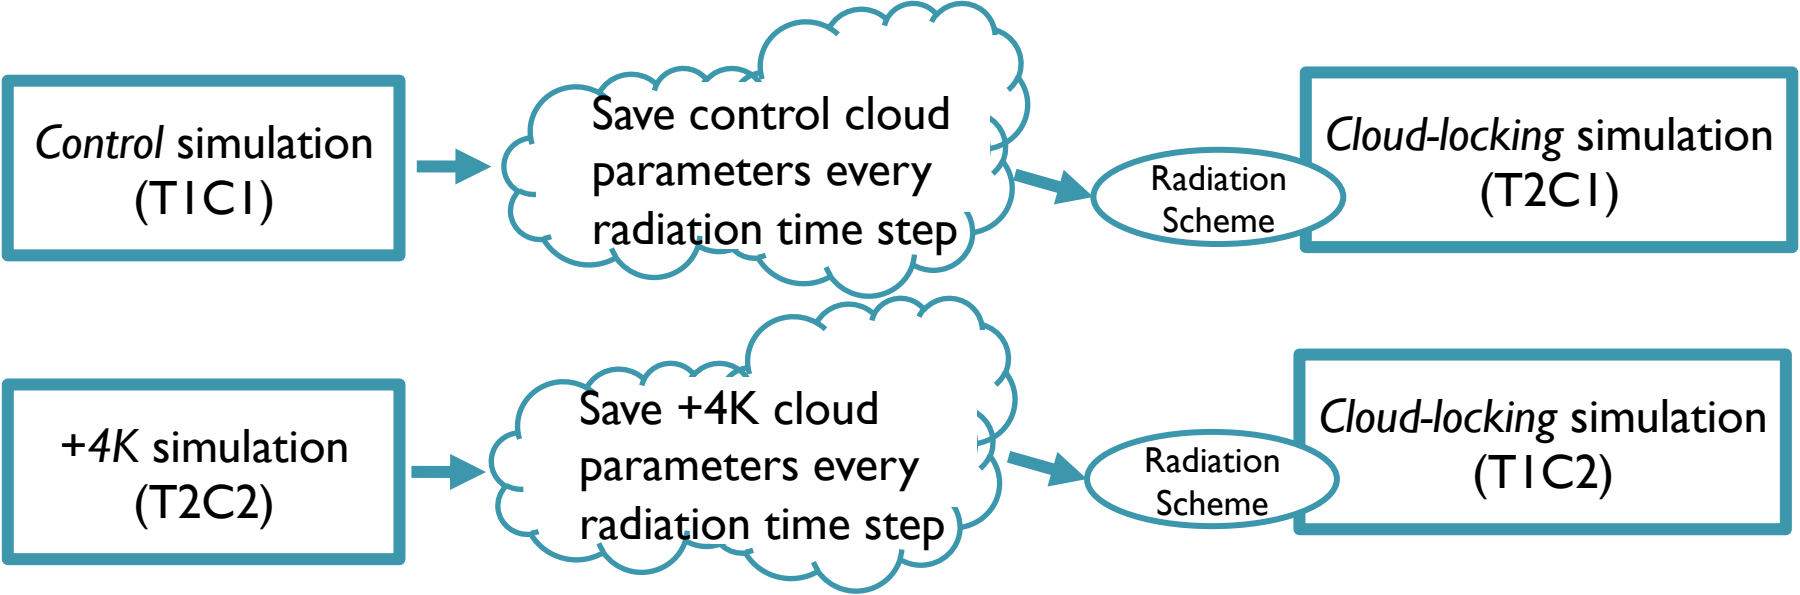 Control simulation
(T1C1)
Save control cloud
parameters every
radiation time step
Radiation
Scheme
Cloud-locking simulation
(T2C1)
+4K simulation
(T2C2)
Save +4K cloud
parameters every
radiation time step
Radiation
Scheme
Cloud-locking simulation
(T1C2)